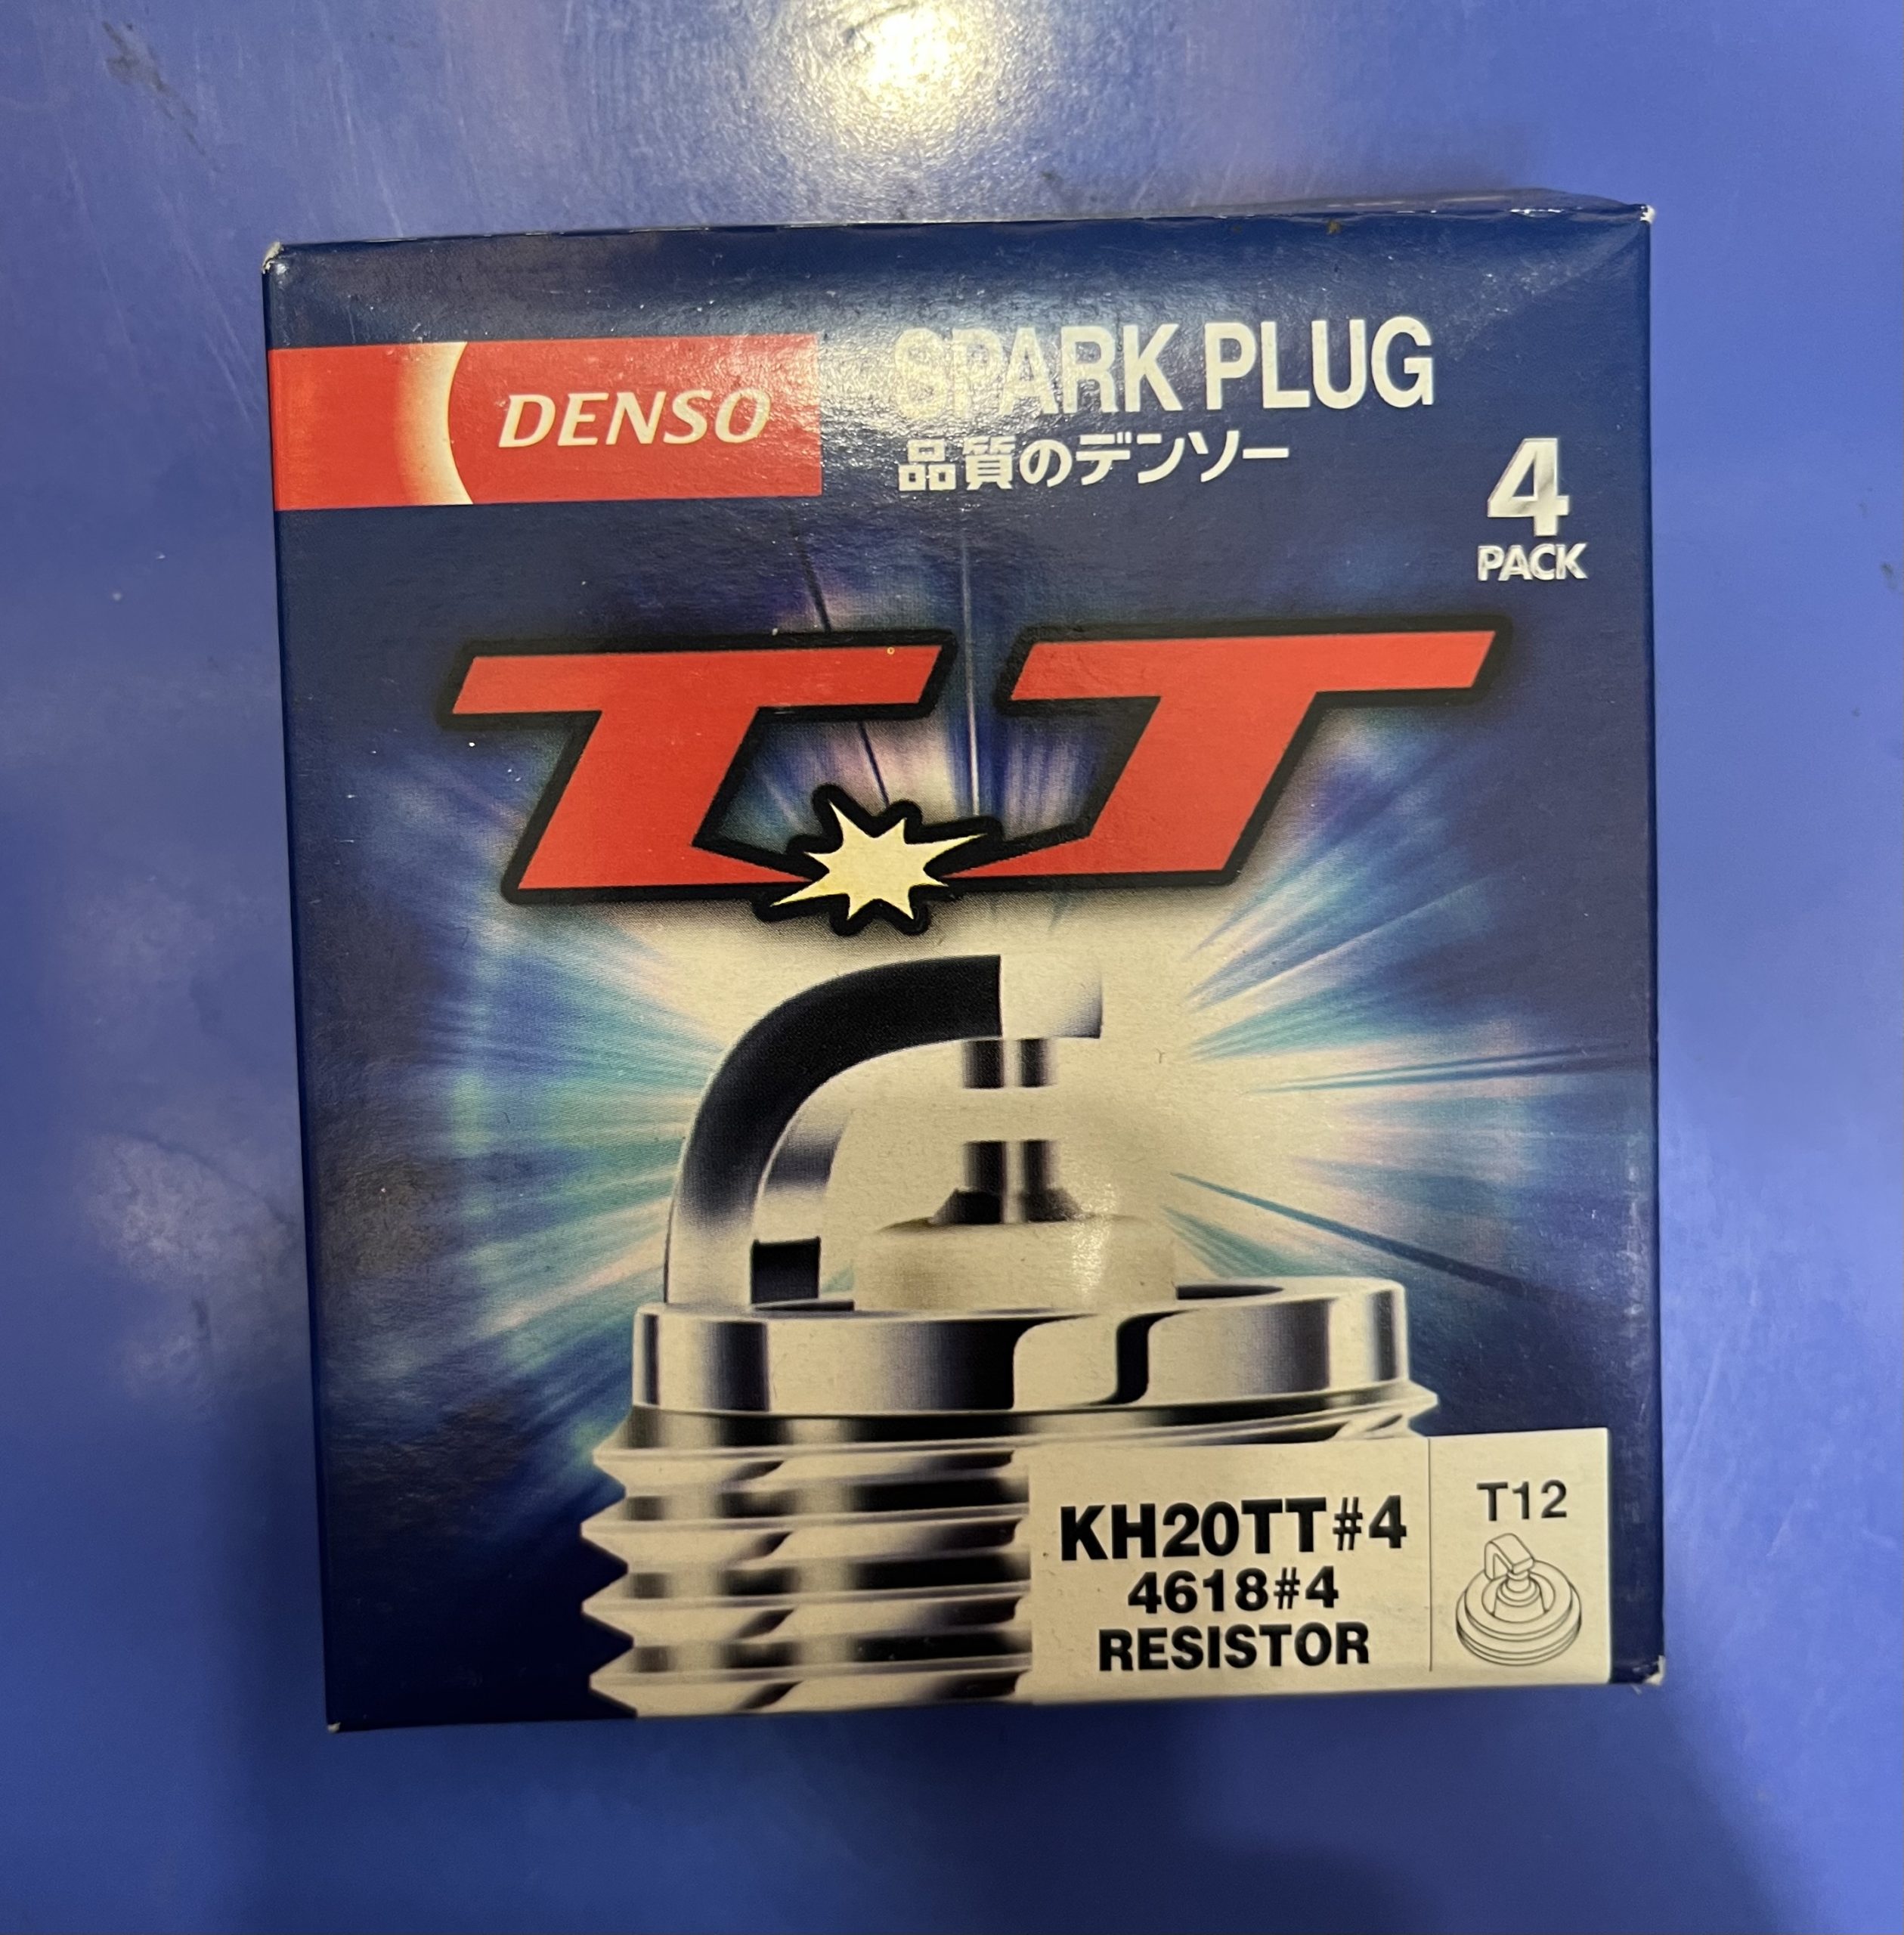 DENSO
SPARK PLUG
品質のデンソー
4
PACK
TT
KH20TT#4
4618#4
RESISTOR
T12